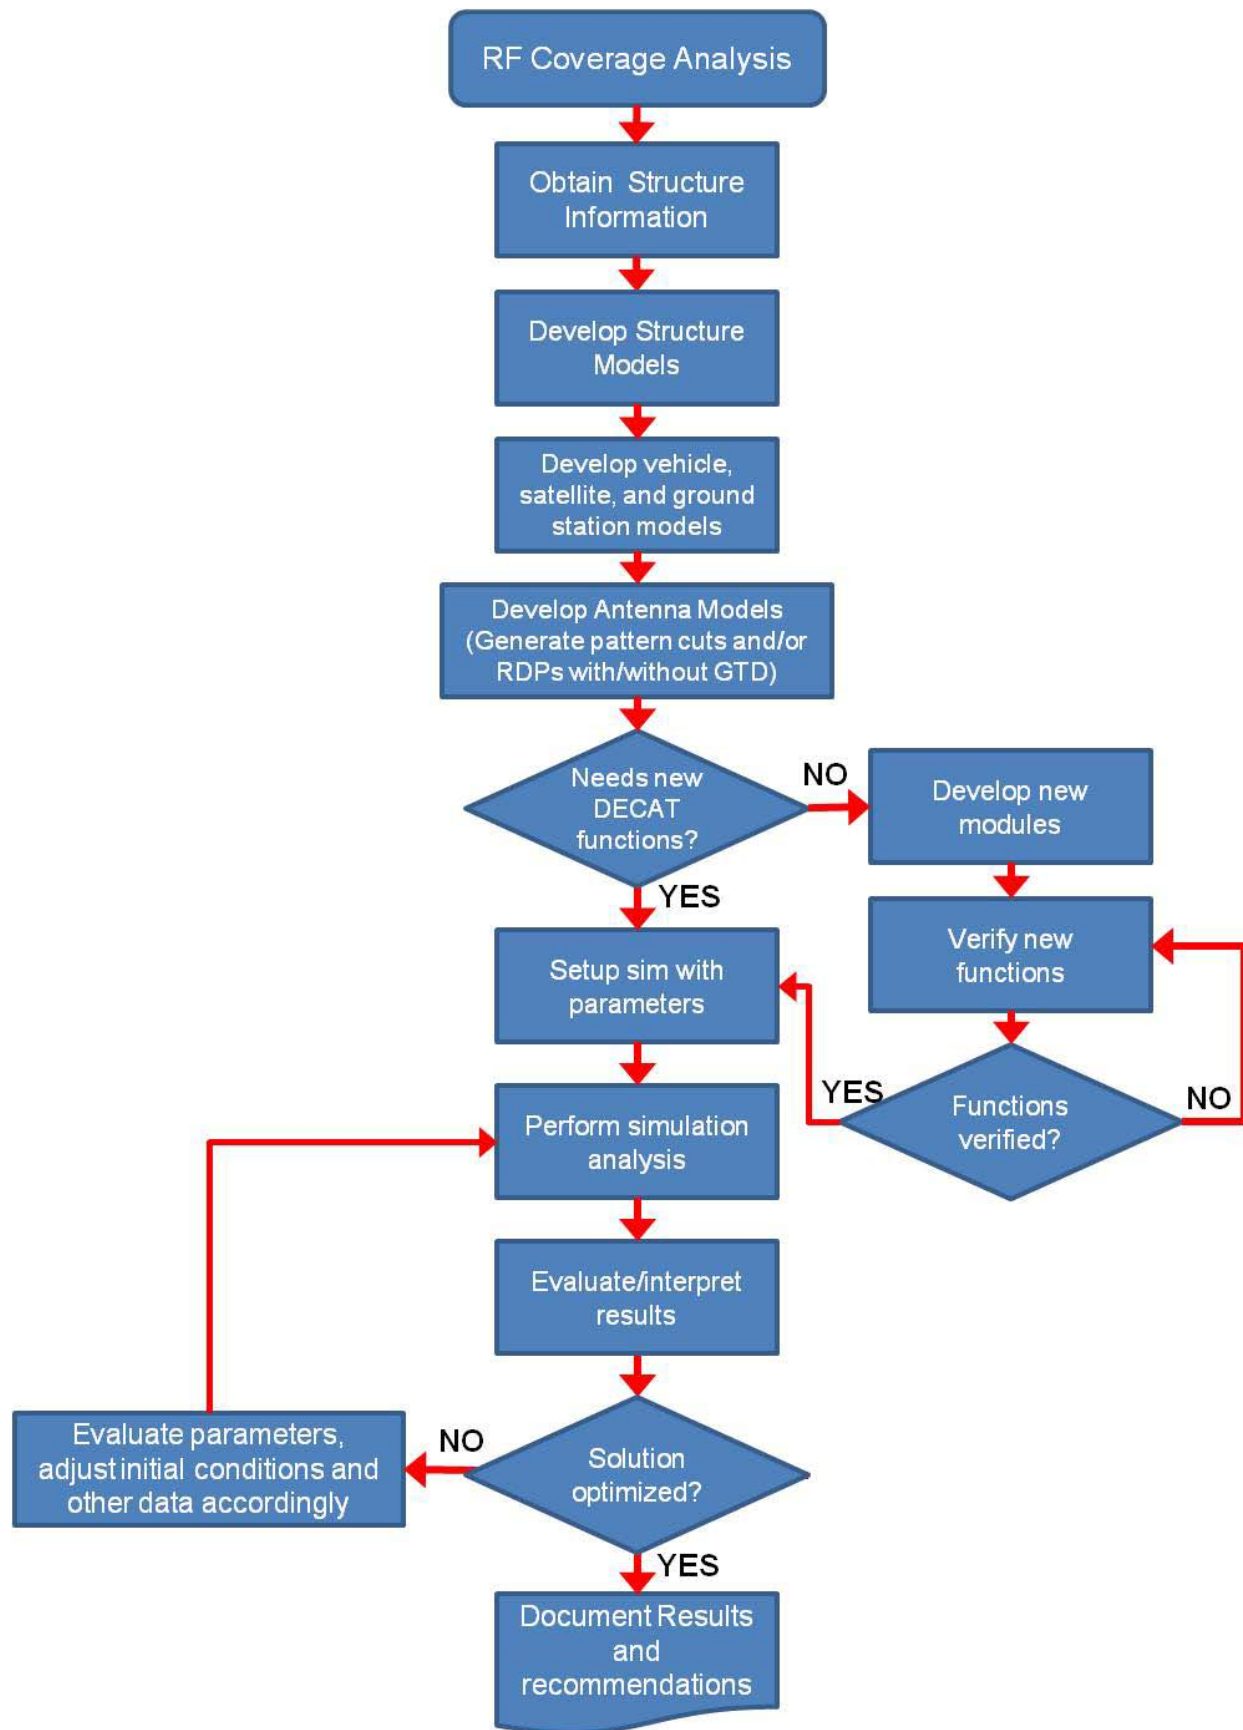 RF Coverage Analysis
Obtain Structure
Information
Develop Structure
Models
Develop vehicle,
satellite, and ground
station models
Develop Antenna Models
(Generate pattern cuts and/or
RDPs with/without GTD)
Needs new
DECAT
functions?
NO
Develop new
modules
YES
Verify new
functions
Setup sim with
parameters
YES
Functions
verified?
NO
Perform simulation
analysis
Evaluate/interpret
results
Evaluate parameters,
adjust initial conditions and
other data accordingly
NO
Solution
optimized?
YES
Document Results
and
recommendations